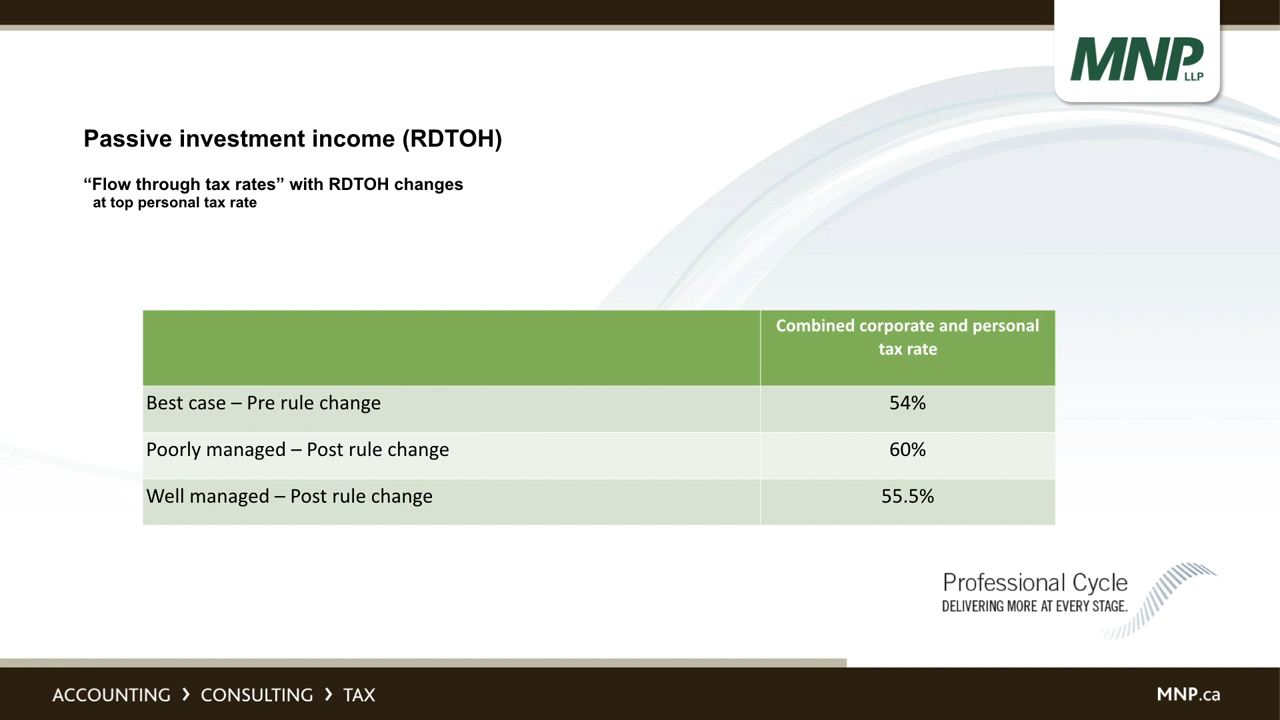 MNP
LLP
Passive investment income (RDTOH)
“Flow through tax rates” with RDTOH changes
at top personal tax rate
Combined corporate and personal
tax rate
Best case – Pre rule change 54%
Poorly managed – Post rule change 60%
Well managed – Post rule change 55.5%
Professional Cycle
DELIVERING MORE AT EVERY STAGE.
ACCOUNTING › CONSULTING › TAX
MNP.ca